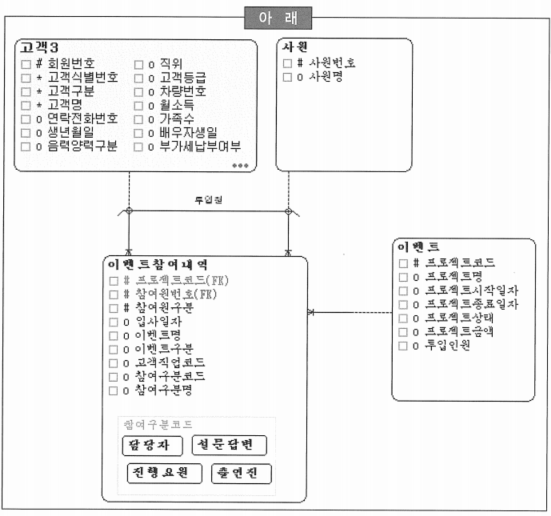 아 래
고객3
# 회원번호
* 고객식별번호
* 고객구분
* 고객명
o 연락전화번호
o 생년월일
o 음력양력구분
o 직위
o 고객등급
o 차량번호
o 월소득
o 가족수
o 배우자생일
o 부가세납부여부
사원
# 사원번호
o 사원명
투입됨
이벤트참여내역
# 프로젝트코드(FK)
# 참여원번호(FK)
# 참여원구분
o 입사일자
o 이벤트명
o 이벤트구분
o 고객직업코드
o 참여구분코드
o 참여구분명
참여구분코드
담당자 설문답변
진행요원 출연진
이벤트
# 프로젝트코드
o 프로젝트명
o 프로젝트시작일자
o 프로젝트종료일자
o 프로젝트상태
o 프로젝트금액
o 투입인원